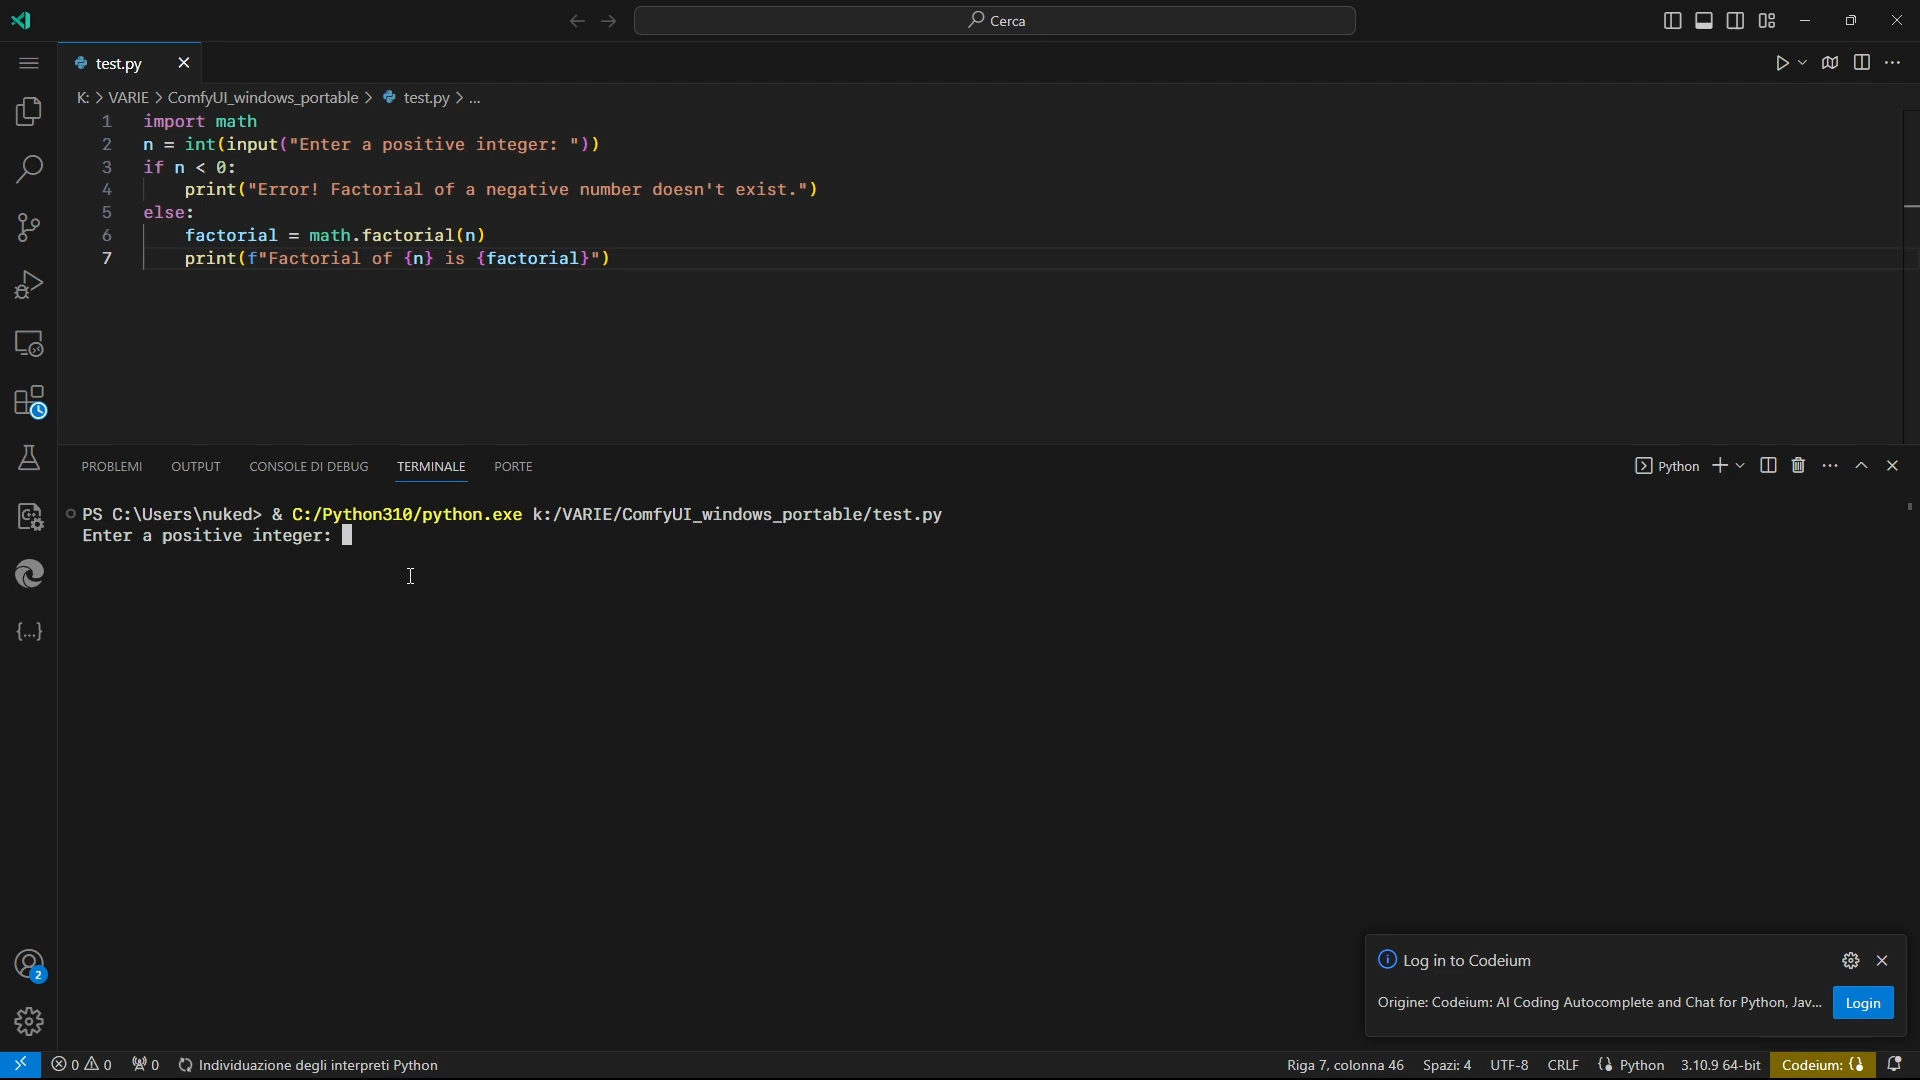 Cerca
test.py
K: > VARIE > ComfyUI_windows_portable > test.py > ...
1 import math
2 n = int(input("Enter a positive integer: "))
3 if n < 0:
4     print("Error! Factorial of a negative number doesn't exist.")
5 else:
6     factorial = math.factorial(n)
7     print(f"Factorial of {n} is {factorial}")
PROBLEMI OUTPUT CONSOLE DI DEBUG TERMINALE PORTE
Python
PS C:\Users\nuked> & C:/Python310/python.exe k:/VARIE/ComfyUI_windows_portable/test.py
Enter a positive integer:
2
Log in to Codeium
Origine: Codeium: AI Coding Autocomplete and Chat for Python, Jav...
Login
0 0 0 Individuazione degli interpreti Python
Riga 7, colonna 46 Spazi: 4 UTF-8 CRLF Python 3.10.9 64-bit Codeium: {}